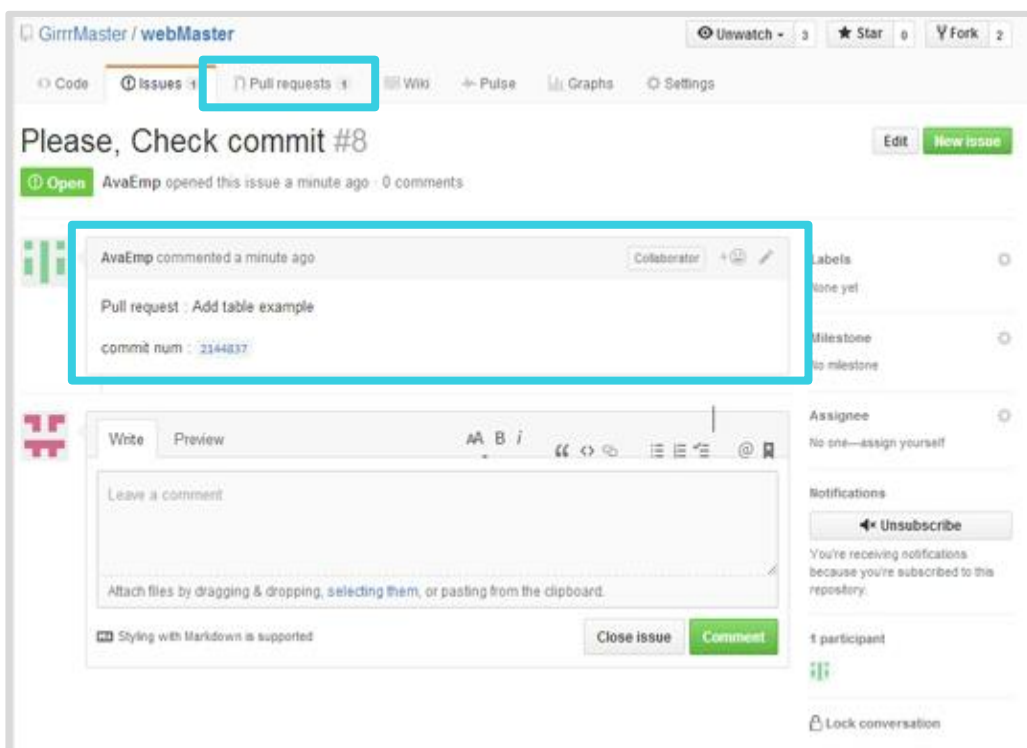 GirrrMaster / webMaster
Unwatch 3 Star 0 Fork 2
Code Issues 1 Pull requests 1 Wiki Pulse Graphs Settings
Please, Check commit #8
Edit New issue
Open AvaEmp opened this issue a minute ago · 0 comments
AvaEmp commented a minute ago Collaborator
Pull request : Add table example
commit num : 2144837
Labels
None yet
Milestone
No milestone
Assignee
No one—assign yourself
Write Preview AA B i
Leave a comment
Attach files by dragging & dropping, selecting them, or pasting from the clipboard.
Styling with Markdown is supported
Close issue Comment
Notifications
Unsubscribe
You're receiving notifications
because you're subscribed to this
repository.
1 participant
Lock conversation